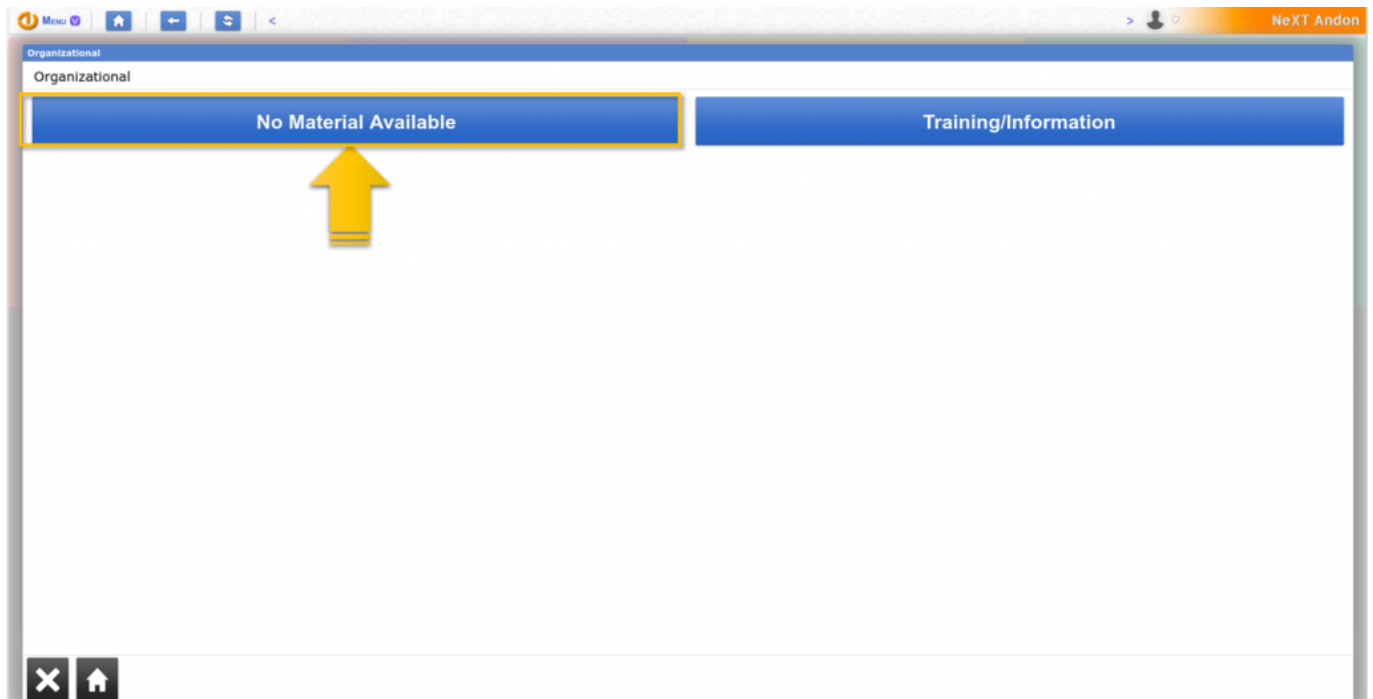 Menu V < > NeXT Andon
Organizational
Organizational
No Material Available Training/Information